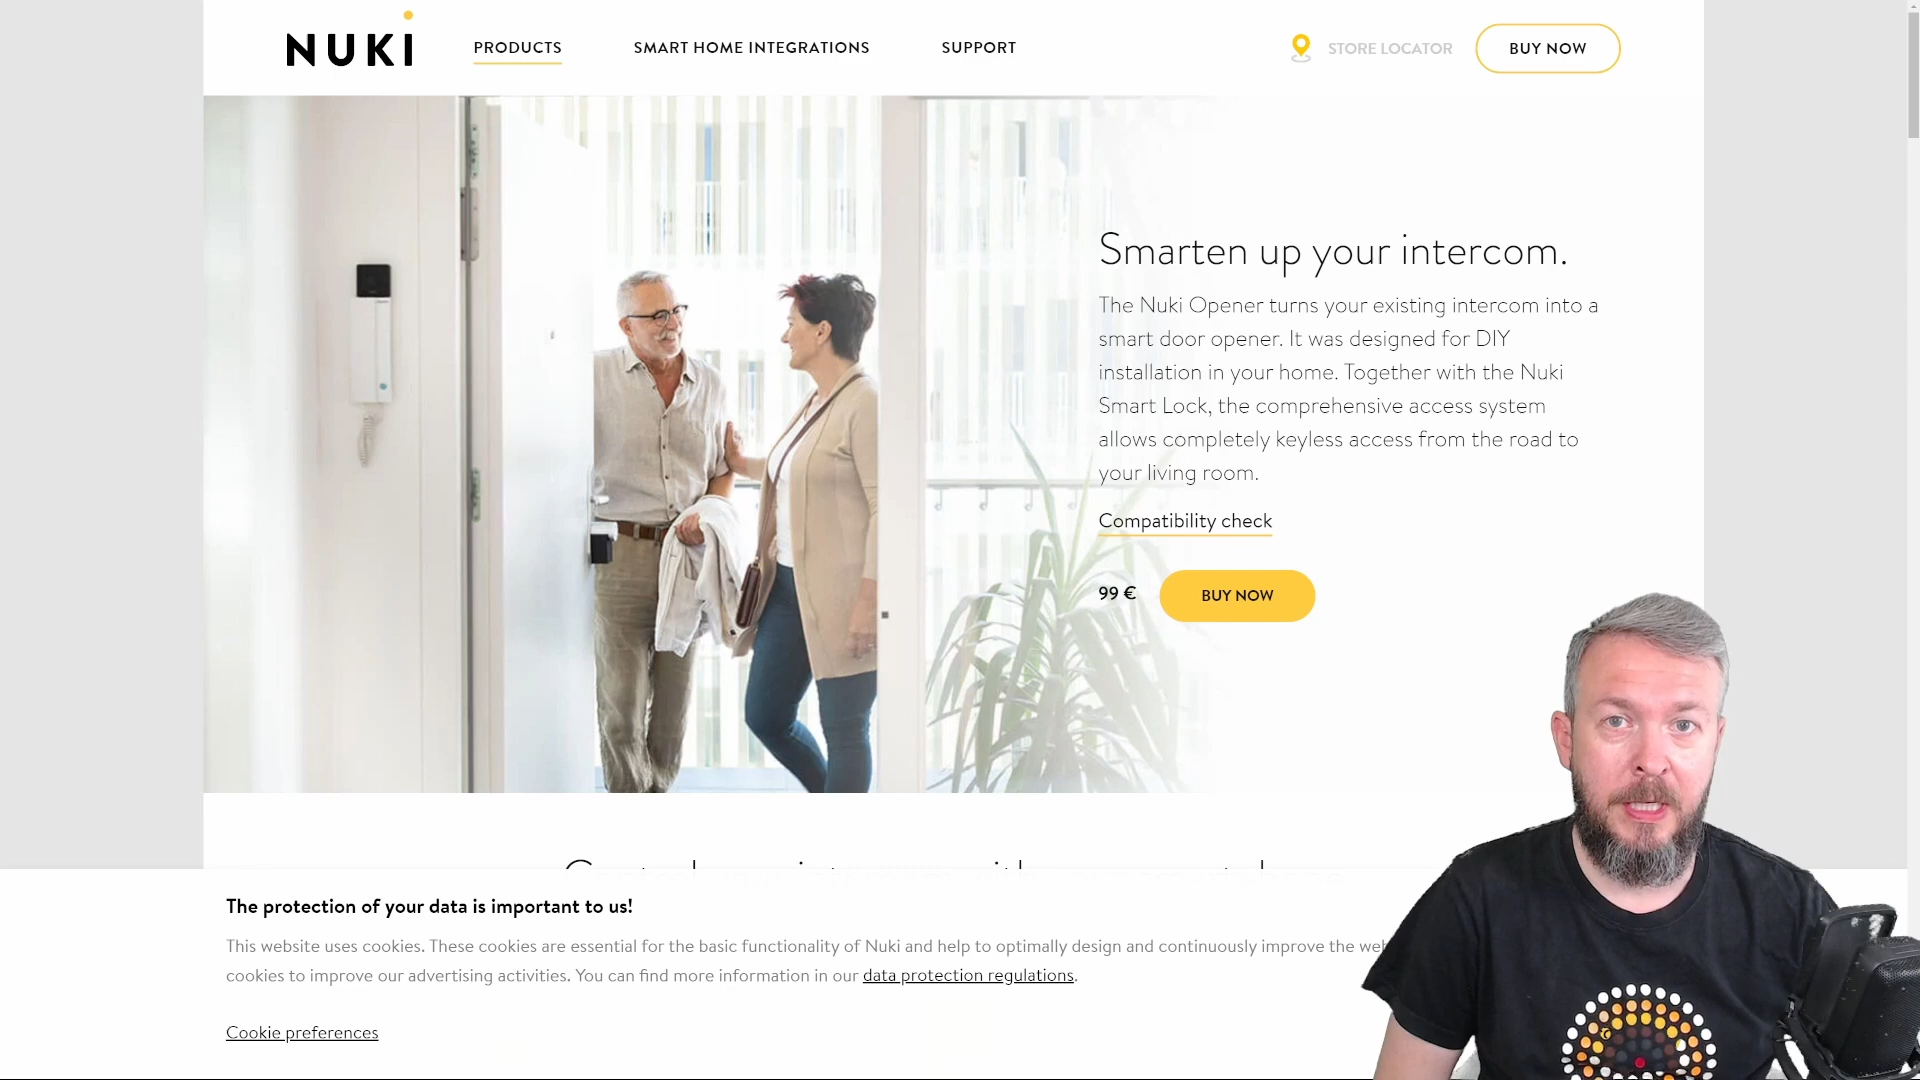 NUKI
PRODUCTS
SMART HOME INTEGRATIONS
SUPPORT
STORE LOCATOR
BUY NOW
Smarten up your intercom.
The Nuki Opener turns your existing intercom into a
smart door opener. It was designed for DIY
installation in your home. Together with the Nuki
Smart Lock, the comprehensive access system
allows completely keyless access from the road to
your living room.
Compatibility check
99 €
BUY NOW
The protection of your data is important to us!
This website uses cookies. These cookies are essential for the basic functionality of Nuki and help to optimally design and continuously improve the
cookies to improve our advertising activities. You can find more information in our data protection regulations.
Cookie preferences